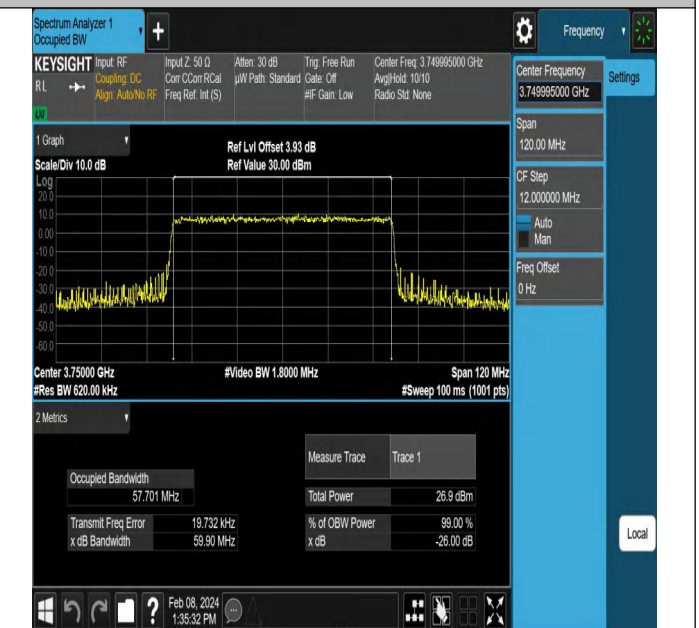 Spectrum Analyzer 1
Occupied BW
Frequency
KEYSIGHT
RL
LXI
Input: RF
Coupling: DC
Align: Auto/No RF
Input Z: 50 Ω
Corr CCorr RCal
Freq Ref: Int (S)
Atten: 30 dB
µW Path: Standard
Trig: Free Run
Gate: Off
#IF Gain: Low
Center Freq: 3.749995000 GHz
Avg|Hold: 10/10
Radio Std: None
Center Frequency
3.749995000 GHz
Settings
Span
120.00 MHz
CF Step
12.000000 MHz
Auto
Man
Freq Offset
0 Hz
Local
1 Graph
Scale/Div 10.0 dB
Ref Lvl Offset 3.93 dB
Ref Value 30.00 dBm
Log
20.0
10.0
0.00
-10.0
-20.0
-30.0
-40.0
-50.0
-60.0
Center 3.75000 GHz
#Video BW 1.8000 MHz
Span 120 MHz
#Res BW 620.00 kHz
#Sweep 100 ms (1001 pts)
2 Metrics
Measure Trace
Trace 1
Occupied Bandwidth
57.701 MHz
Total Power
26.9 dBm
Transmit Freq Error
19.732 kHz
% of OBW Power
99.00 %
x dB Bandwidth
59.90 MHz
x dB
-26.00 dB
?
Feb 08, 2024
1:35:32 PM